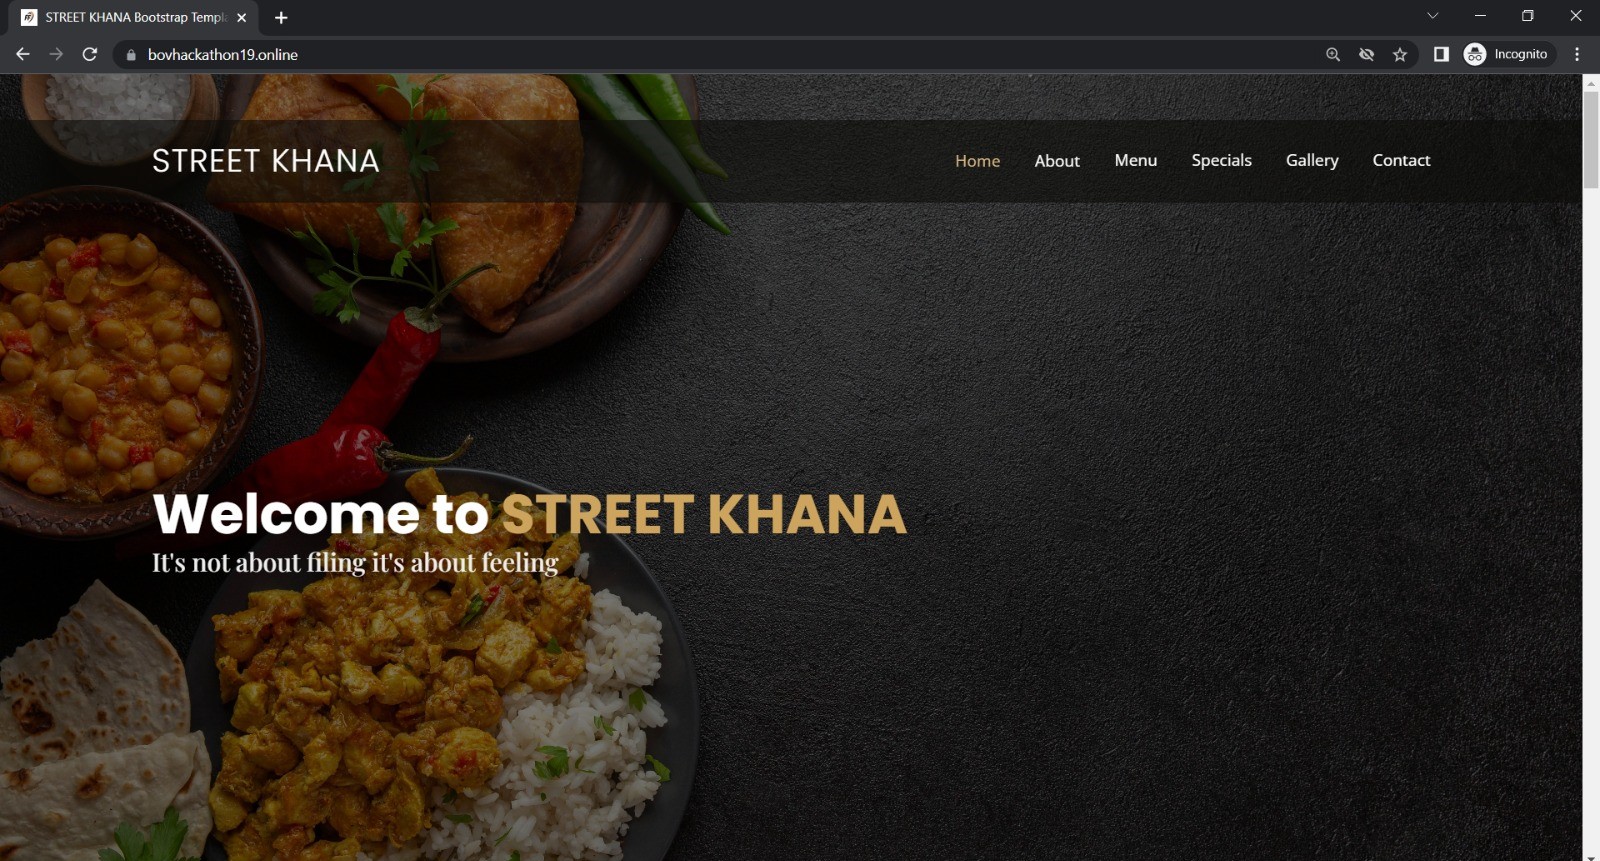 STREET KHANA Bootstrap Templa
bovhackathon19.online
Incognito
STREET KHANA
Home About Menu Specials Gallery Contact
Welcome to STREET KHANA
It's not about filing it's about feeling